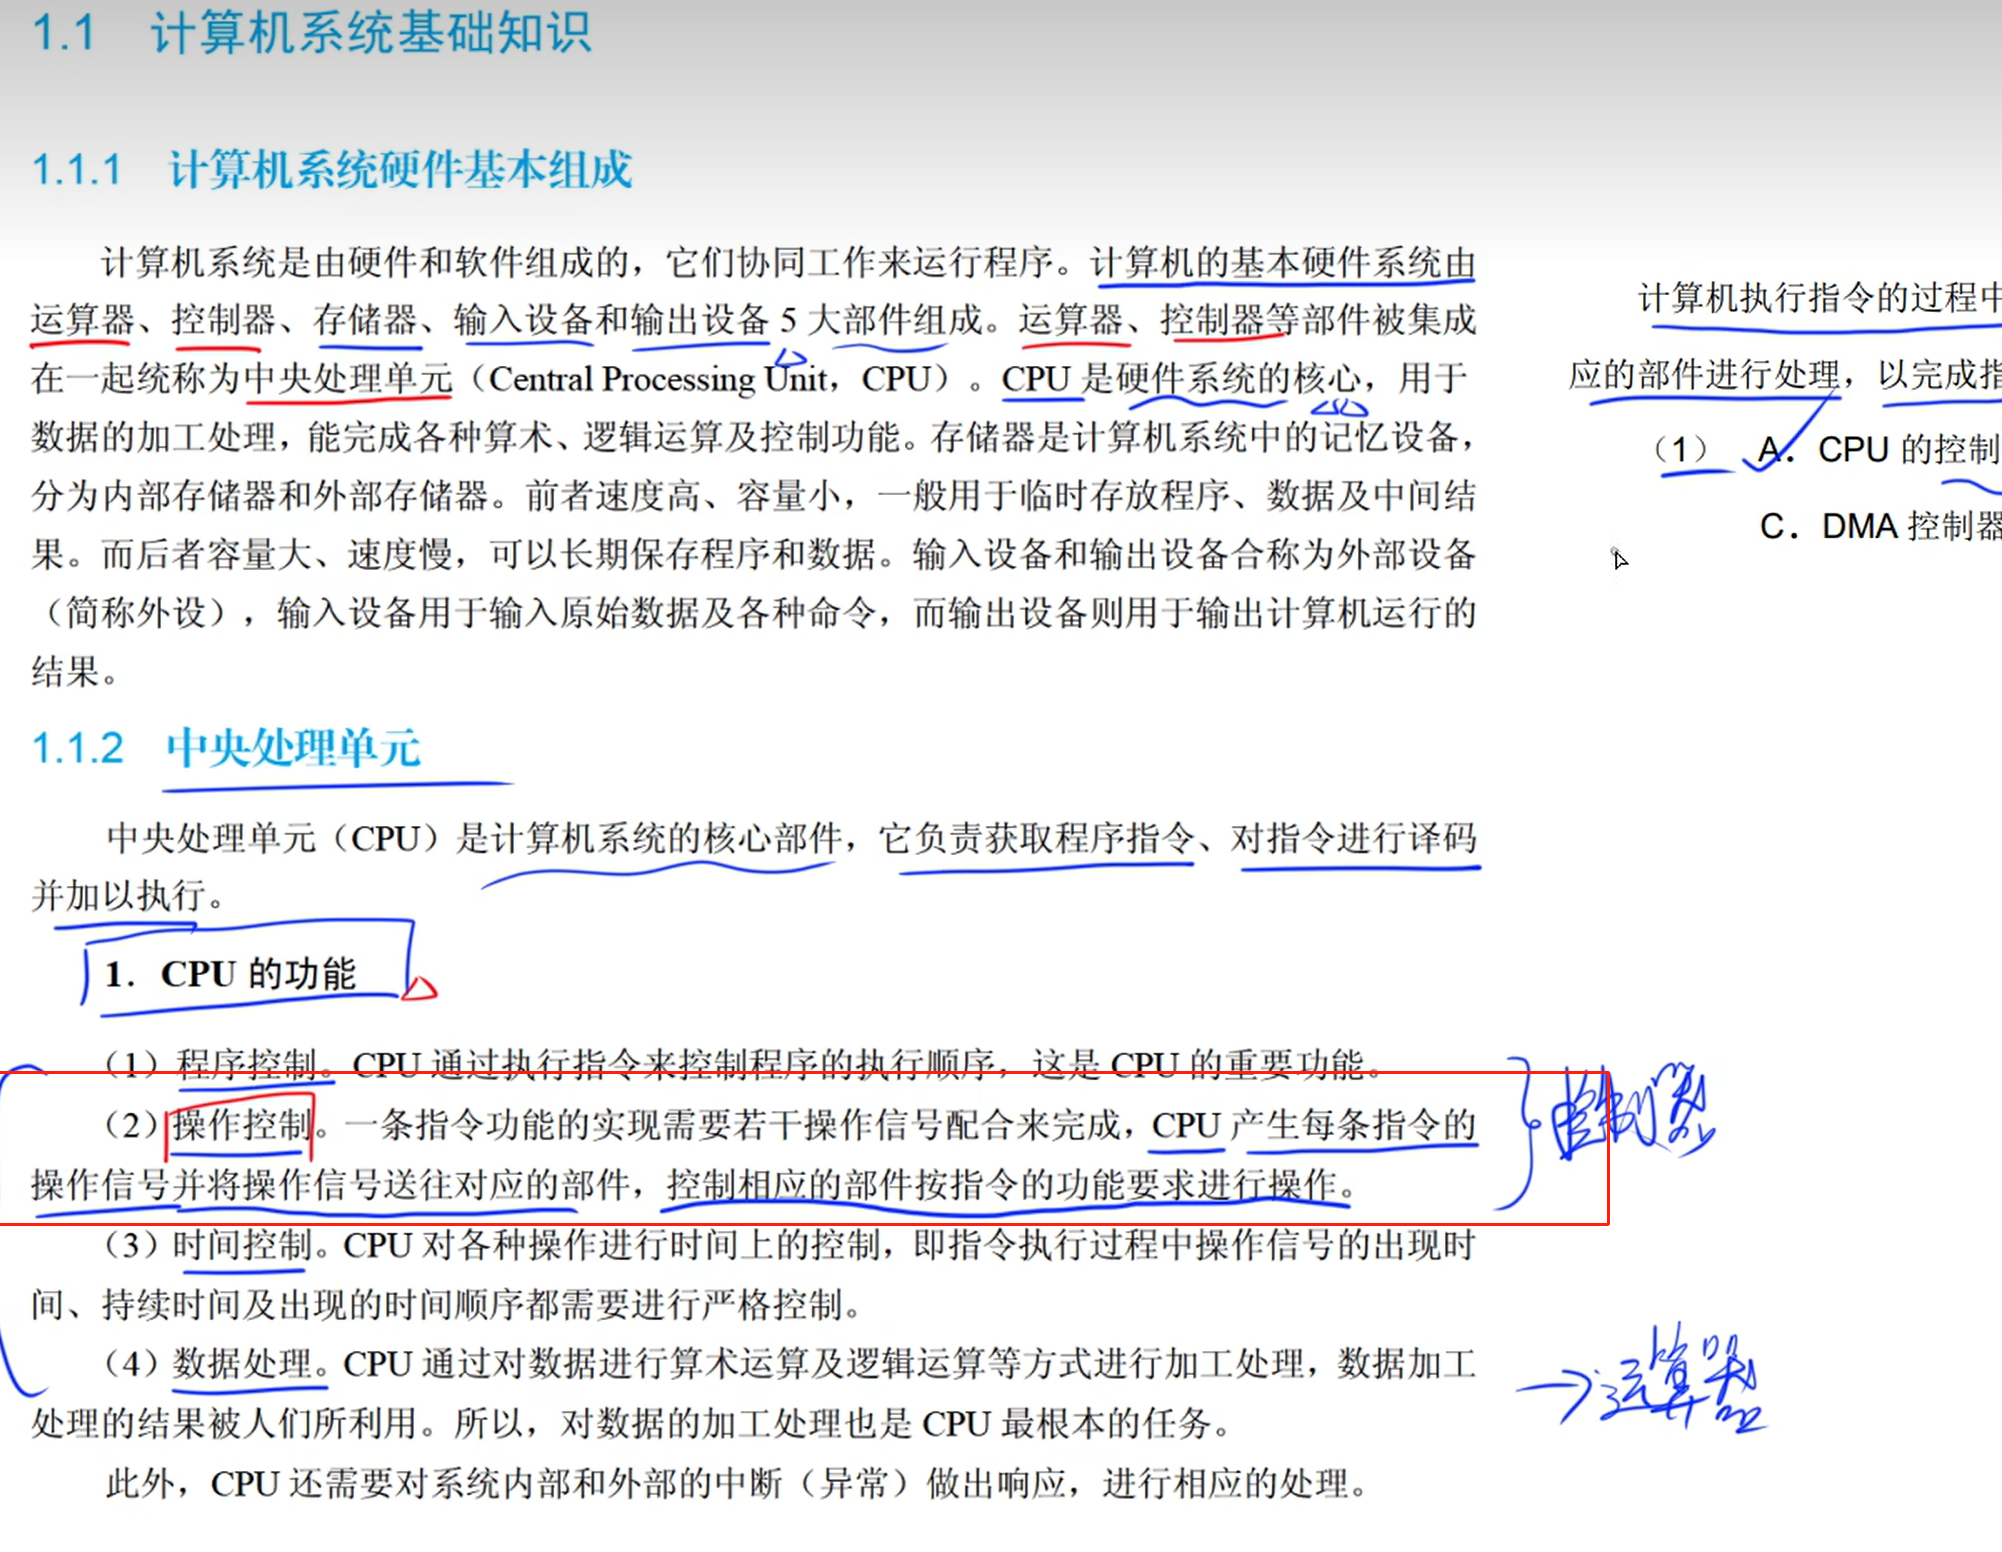 1.1 计算机系统基础知识
1.1.1 计算机系统硬件基本组成
计算机系统是由硬件和软件组成的，它们协同工作来运行程序。计算机的基本硬件系统由
运算器、控制器、存储器、输入设备和输出设备 5 大部件组成。运算器、控制器等部件被集成
在一起统称为中央处理单元（Central Processing Unit，CPU）。CPU 是硬件系统的核心，用于
数据的加工处理，能完成各种算术、逻辑运算及控制功能。存储器是计算机系统中的记忆设备，
分为内部存储器和外部存储器。前者速度高、容量小，一般用于临时存放程序、数据及中间结
果。而后者容量大、速度慢，可以长期保存程序和数据。输入设备和输出设备合称为外部设备
（简称外设），输入设备用于输入原始数据及各种命令，而输出设备则用于输出计算机运行的
结果。
1.1.2 中央处理单元
中央处理单元（CPU）是计算机系统的核心部件，它负责获取程序指令、对指令进行译码
并加以执行。
1．CPU 的功能
（1）程序控制。CPU 通过执行指令来控制程序的执行顺序，这是 CPU 的重要功能。
（2）操作控制。一条指令功能的实现需要若干操作信号配合来完成，CPU 产生每条指令的
操作信号并将操作信号送往对应的部件，控制相应的部件按指令的功能要求进行操作。
（3）时间控制。CPU 对各种操作进行时间上的控制，即指令执行过程中操作信号的出现时
间、持续时间及出现的时间顺序都需要进行严格控制。
（4）数据处理。CPU 通过对数据进行算术运算及逻辑运算等方式进行加工处理，数据加工
处理的结果被人们所利用。所以，对数据的加工处理也是 CPU 最根本的任务。
此外，CPU 还需要对系统内部和外部的中断（异常）做出响应，进行相应的处理。
控制器
运算器
计算机执行指令的过程中
应的部件进行处理，以完成指
（1） A．CPU 的控制
C．DMA 控制器